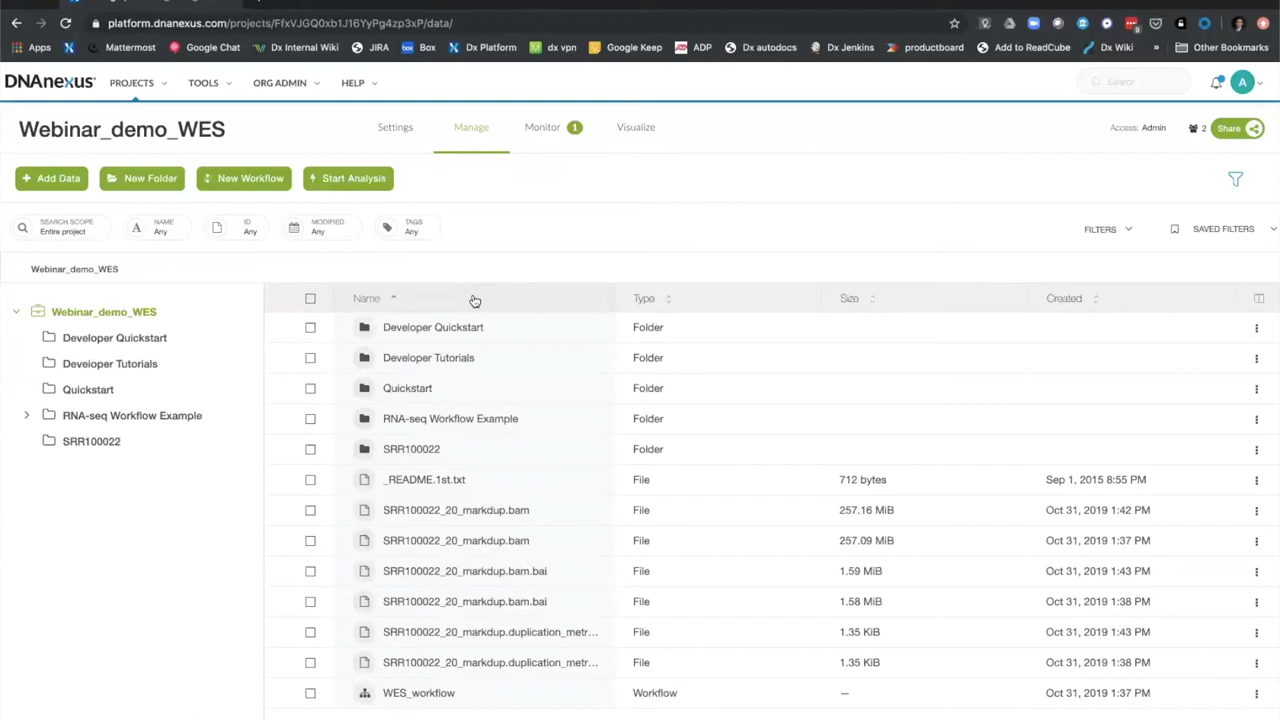 platform.dnanexus.com/projects/FfxVJGQ0xb1J16YyPg4zp3xP/data/
Apps Mattermost Google Chat Dx Internal Wiki JIRA Box Dx Platform dx vpn Google Keep ADP Dx autodocs Dx Jenkins productboard Add to ReadCube Dx Wiki » Other Bookmarks
DNAnexus PROJECTS TOOLS ORG ADMIN HELP Search A
Webinar_demo_WES Settings Manage Monitor 1 Visualize Access: Admin 2 Share
+ Add Data New Folder New Workflow Start Analysis
SEARCH SCOPE Entire project NAME Any ID Any MODIFIED Any TAGS Any FILTERS SAVED FILTERS
Webinar_demo_WES
Webinar_demo_WES
Developer Quickstart
Developer Tutorials
Quickstart
RNA-seq Workflow Example
SRR100022
Name Type Size Created
Developer Quickstart Folder
Developer Tutorials Folder
Quickstart Folder
RNA-seq Workflow Example Folder
SRR100022 Folder
_README.1st.txt File 712 bytes Sep 1, 2015 8:55 PM
SRR100022_20_markdup.bam File 257.16 MiB Oct 31, 2019 1:42 PM
SRR100022_20_markdup.bam File 257.09 MiB Oct 31, 2019 1:37 PM
SRR100022_20_markdup.bam.bai File 1.59 MiB Oct 31, 2019 1:43 PM
SRR100022_20_markdup.bam.bai File 1.58 MiB Oct 31, 2019 1:38 PM
SRR100022_20_markdup.duplication_metr... File 1.35 KiB Oct 31, 2019 1:43 PM
SRR100022_20_markdup.duplication_metr... File 1.35 KiB Oct 31, 2019 1:38 PM
WES_workflow Workflow — Oct 31, 2019 1:37 PM